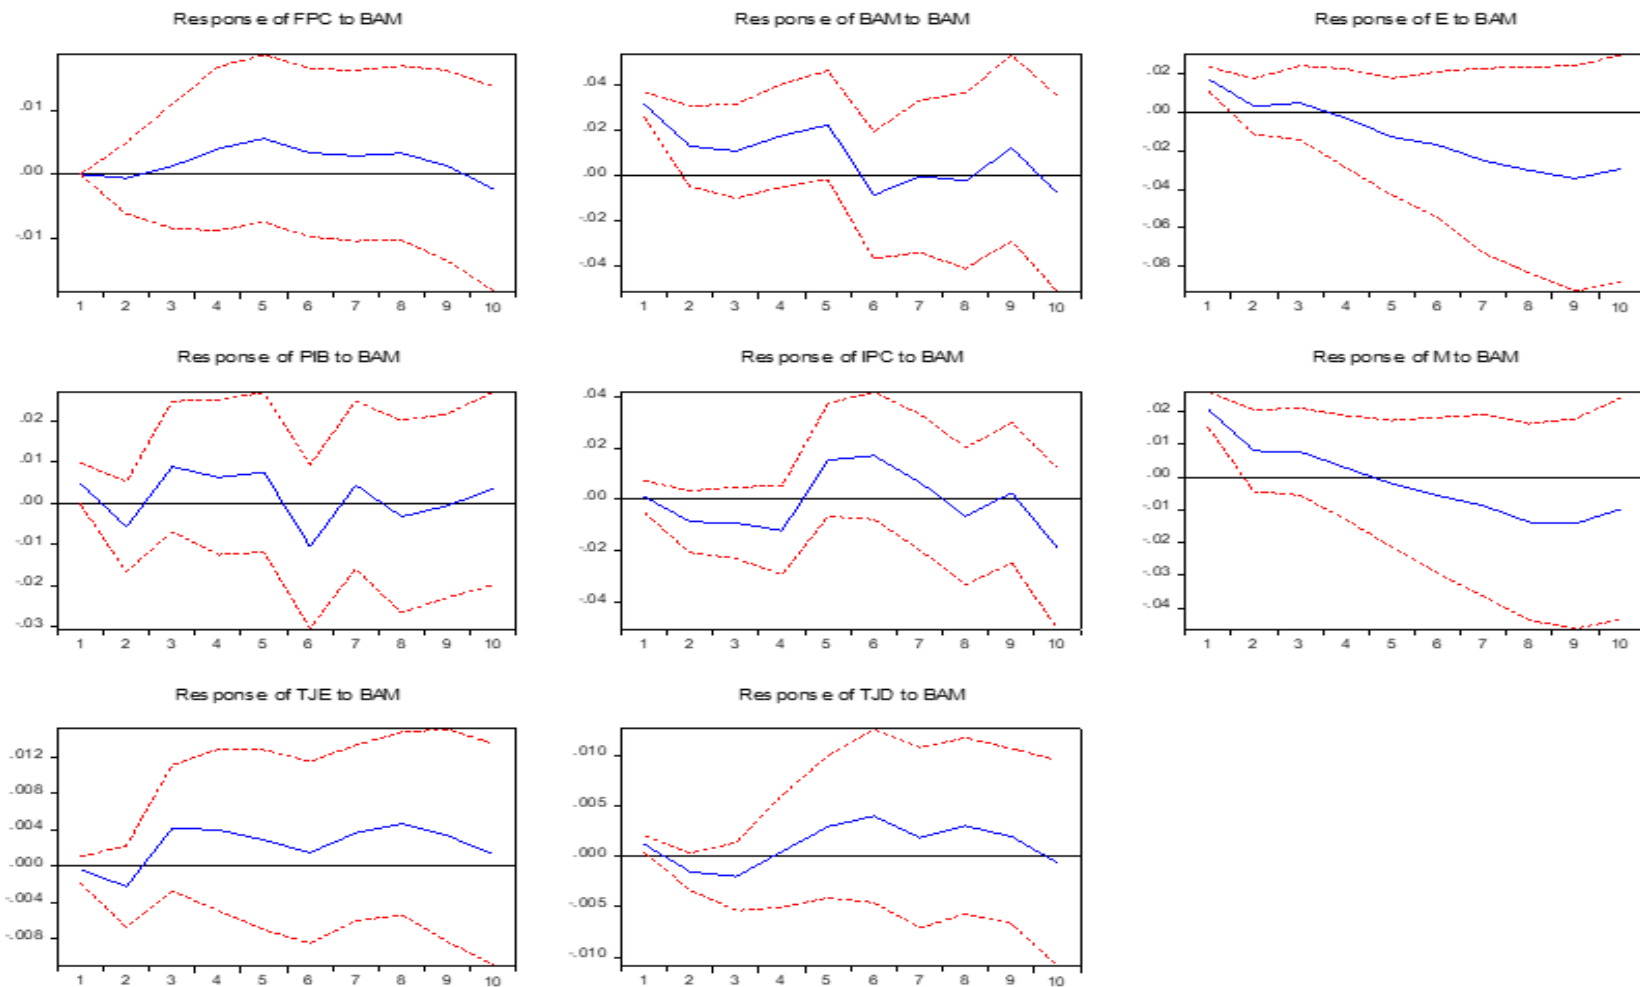 Response of FPC to BAM
.01
.00
-.01
1 2 3 4 5 6 7 8 9 10
Response of BAM to BAM
.04
.02
.00
-.02
-.04
1 2 3 4 5 6 7 8 9 10
Response of E to BAM
.02
.00
-.02
-.04
-.06
-.08
1 2 3 4 5 6 7 8 9 10
Response of PIB to BAM
.02
.01
.00
-.01
-.02
-.03
1 2 3 4 5 6 7 8 9 10
Response of IPC to BAM
.04
.02
.00
-.02
-.04
1 2 3 4 5 6 7 8 9 10
Response of M to BAM
.02
.01
.00
-.01
-.02
-.03
-.04
1 2 3 4 5 6 7 8 9 10
Response of TJE to BAM
.012
.008
.004
.000
-.004
-.008
1 2 3 4 5 6 7 8 9 10
Response of TJD to BAM
.010
.005
.000
-.005
-.010
1 2 3 4 5 6 7 8 9 10